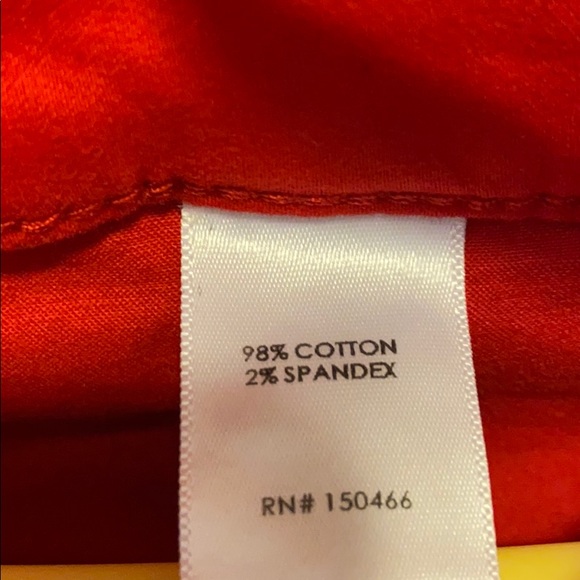 98% COTTON
2% SPANDEX
RN# 150466